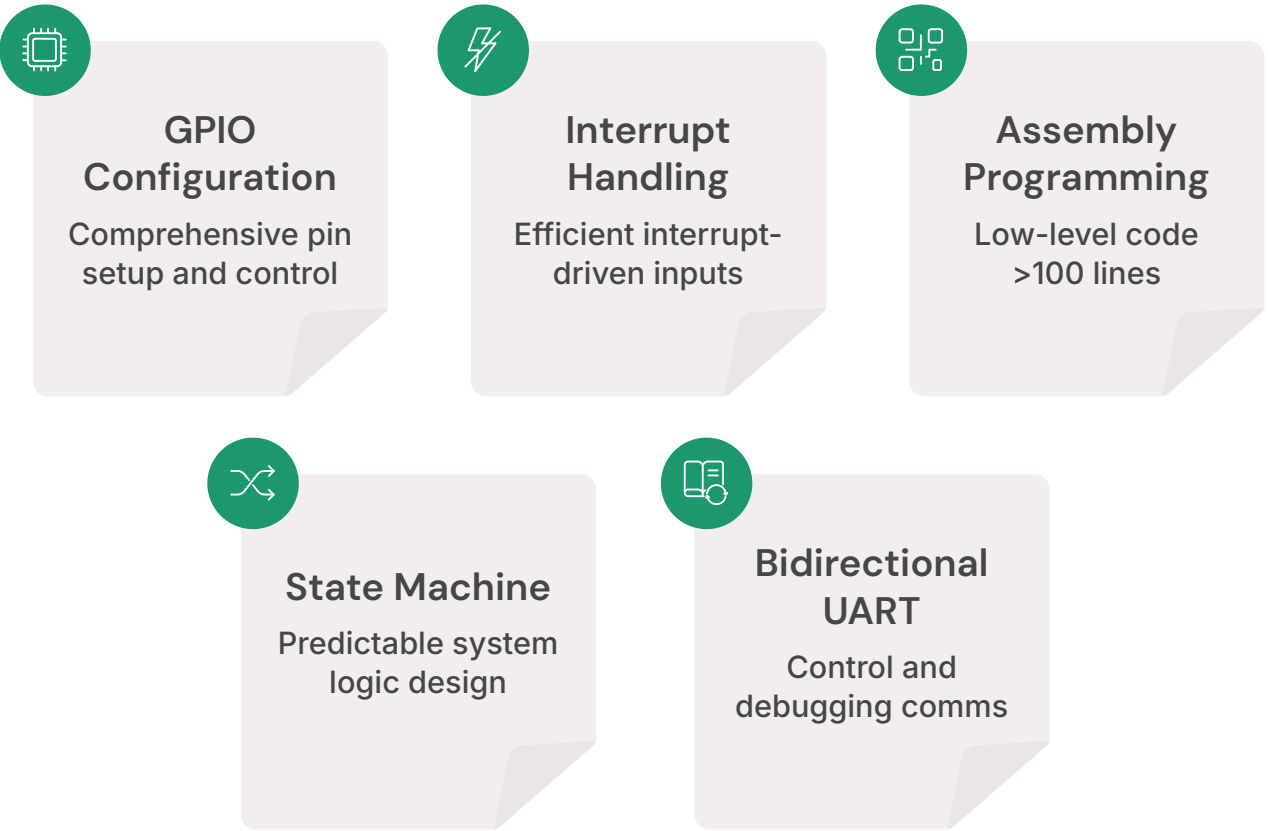 GPIO
Configuration
Comprehensive pin
setup and control
Interrupt
Handling
Efficient interrupt-
driven inputs
Assembly
Programming
Low-level code
>100 lines
State Machine
Predictable system
logic design
Bidirectional
UART
Control and
debugging comms